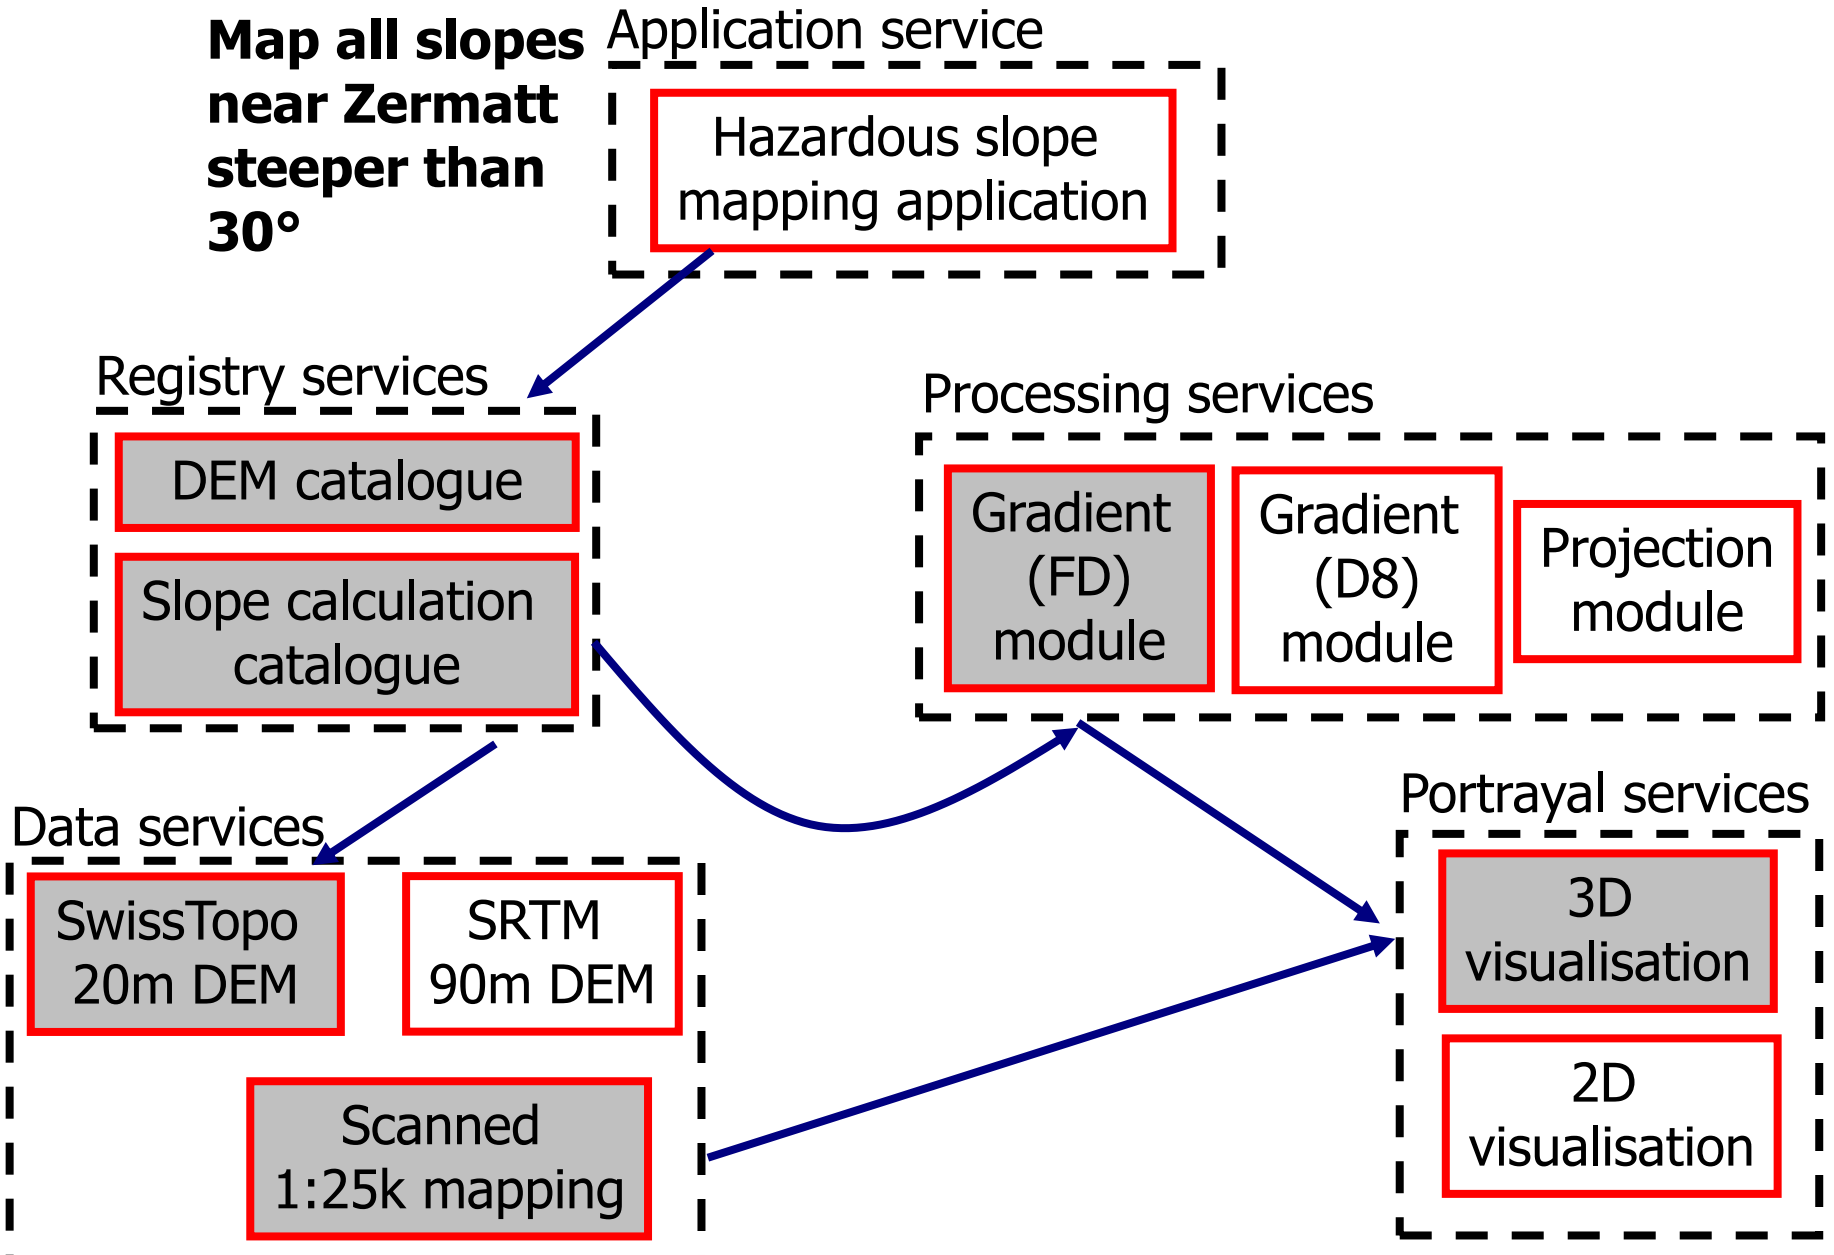 Map all slopes
near Zermatt
steeper than
30°
Application service
Hazardous slope
mapping application
Registry services
DEM catalogue
Slope calculation
catalogue
Processing services
Gradient
(FD)
module
Gradient
(D8)
module
Projection
module
Data services
SwissTopo
20m DEM
SRTM
90m DEM
Scanned
1:25k mapping
Portrayal services
3D
visualisation
2D
visualisation